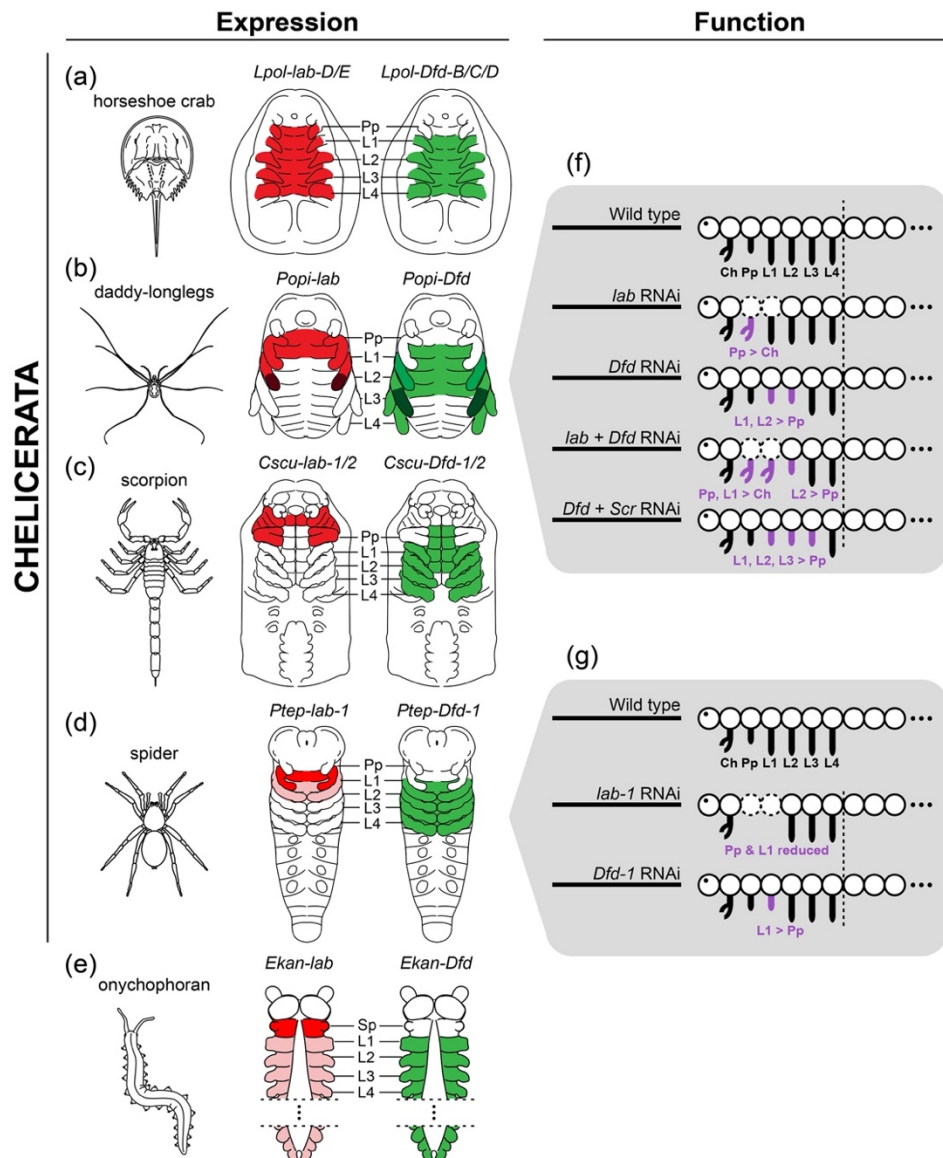 Expression
Function
CHELICERATA
(a)
horseshoe crab
Lpol-lab-D/E
Lpol-Dfd-B/C/D
Pp
L1
L2
L3
L4
(b)
daddy-longlegs
Popi-lab
Popi-Dfd
Pp
L1
L2
L3
L4
(c)
scorpion
Cscu-lab-1/2
Cscu-Dfd-1/2
Pp
L1
L2
L3
L4
(d)
spider
Ptep-lab-1
Ptep-Dfd-1
Pp
L1
L2
L3
L4
(e)
onychophoran
Ekan-lab
Ekan-Dfd
Sp
L1
L2
L3
L4
(f)
Wild type
Ch Pp L1 L2 L3 L4
lab RNAi
Pp > Ch
Dfd RNAi
L1, L2 > Pp
lab + Dfd RNAi
Pp, L1 > Ch L2 > Pp
Dfd + Scr RNAi
L1, L2, L3 > Pp
(g)
Wild type
Ch Pp L1 L2 L3 L4
lab-1 RNAi
Pp & L1 reduced
Dfd-1 RNAi
L1 > Pp